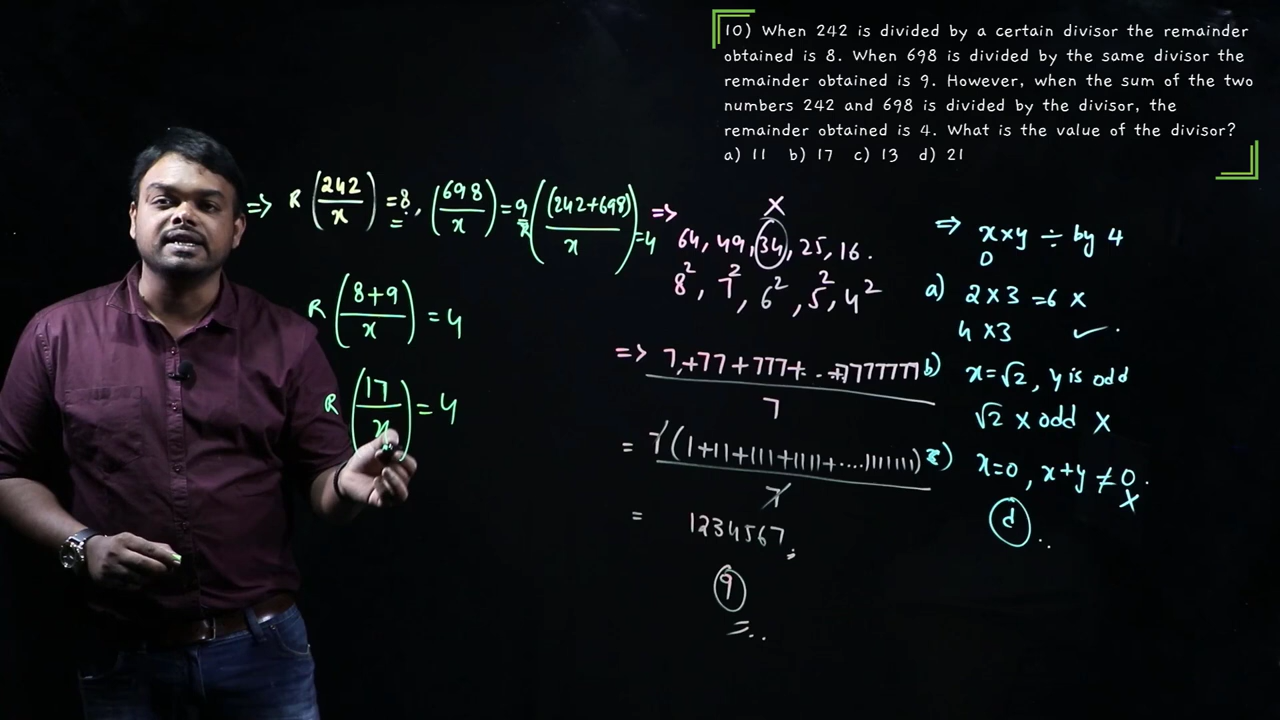 10) When 242 is divided by a certain divisor the remainder
obtained is 8. When 698 is divided by the same divisor the
remainder obtained is 9. However, when the sum of the two
numbers 242 and 698 is divided by the divisor, the
remainder obtained is 4. What is the value of the divisor?
a) 11 b) 17 c) 13 d) 21
=> R (242/x) = 8, (698/x) = 9 R((242+698)/x) = 4
R (8+9/x) = 4
R (17/x) = 4
=> X
64, 49, 34, 25, 16.
8², 7², 6², 5², 4²
=> 7,+77+777+...+7777777
7
= 7(1+11+111+1111+....1111111)
7
= 1234567
9
=> x×y ÷ by 4
0
a) 2×3 =6 x
4×3 ✓.
b) x=√2, y is odd
√2 × odd X
c) x=0, x+y ≠ 0.
X
d ..